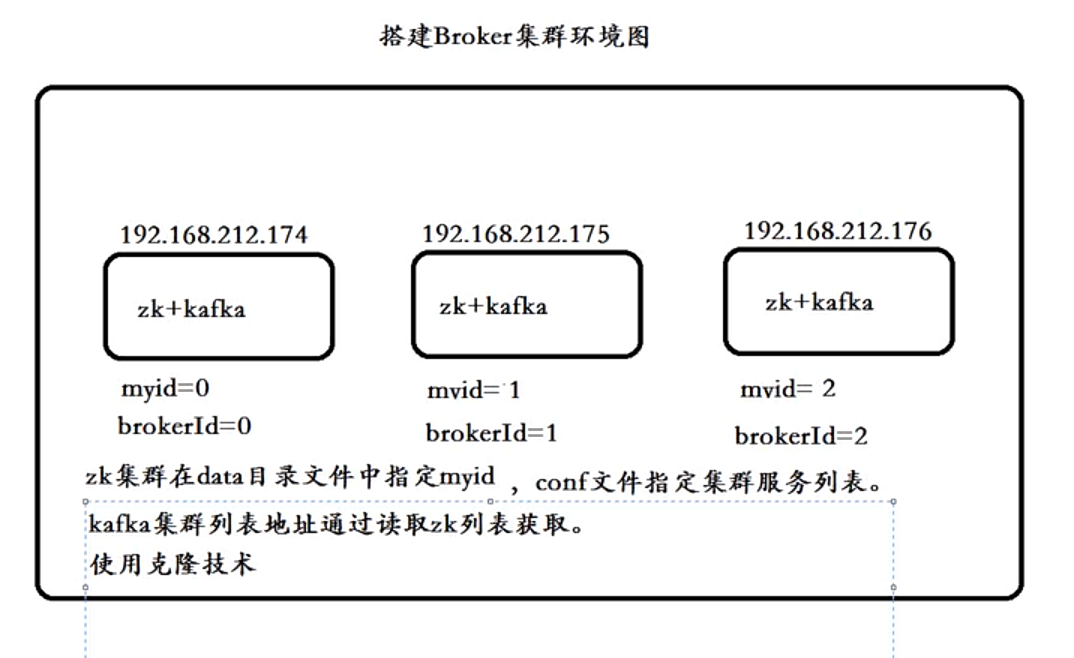 搭建Broker集群环境图
192.168.212.174 192.168.212.175 192.168.212.176
zk+kafka zk+kafka zk+kafka
myid=0 myid= 1 myid= 2
brokerId=0 brokerId=1 brokerId=2
zk集群在data目录文件中指定myid ，conf文件指定集群服务列表。
kafka集群列表地址通过读取zk列表获取。
使用克隆技术